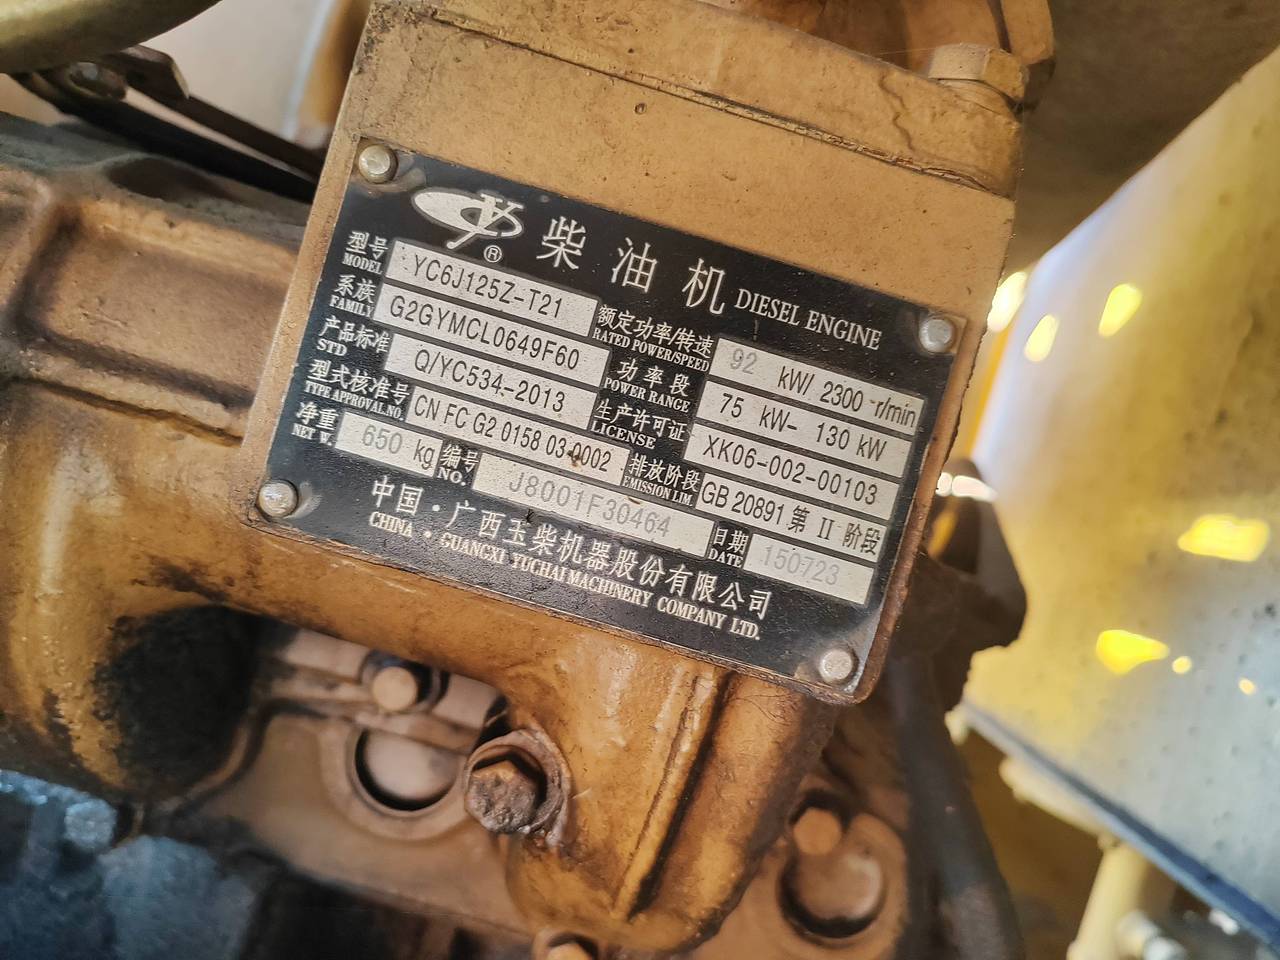 ® 柴油机 DIESEL ENGINE
型号 MODEL YC6J125Z-T21 额定功率/转速 RATED POWER/SPEED 92 kW/ 2300 r/min
系族 FAMILY G2GYMCL0649F60 功率段 POWER RANGE 75 kW- 130 kW
产品标准 STD Q/YC534-2013 生产许可证 LICENSE XK06-002-00103
型式核准号 TYPE APPROVAL NO. CN FC G2 0158 03 0002 排放阶段 EMISSION LIM. GB 20891 第 II 阶段
净重 NET W. 650 kg 编号 NO. J8001F30464 日期 DATE 150723
中国·广西玉柴机器股份有限公司
CHINA · GUANGXI YUCHAI MACHINERY COMPANY LTD.